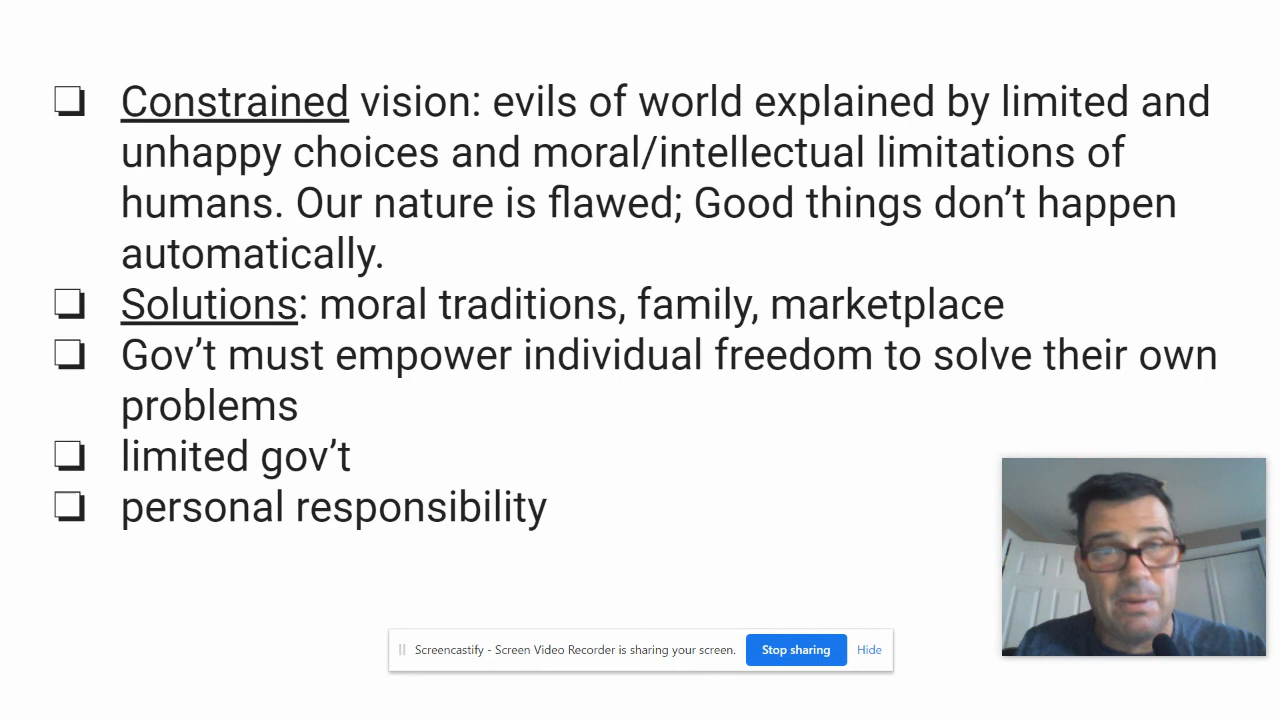 Constrained vision: evils of world explained by limited and
unhappy choices and moral/intellectual limitations of
humans. Our nature is flawed; Good things don’t happen
automatically.
Solutions: moral traditions, family, marketplace
Gov’t must empower individual freedom to solve their own
problems
limited gov’t
personal responsibility
Screencastify - Screen Video Recorder is sharing your screen. Stop sharing Hide